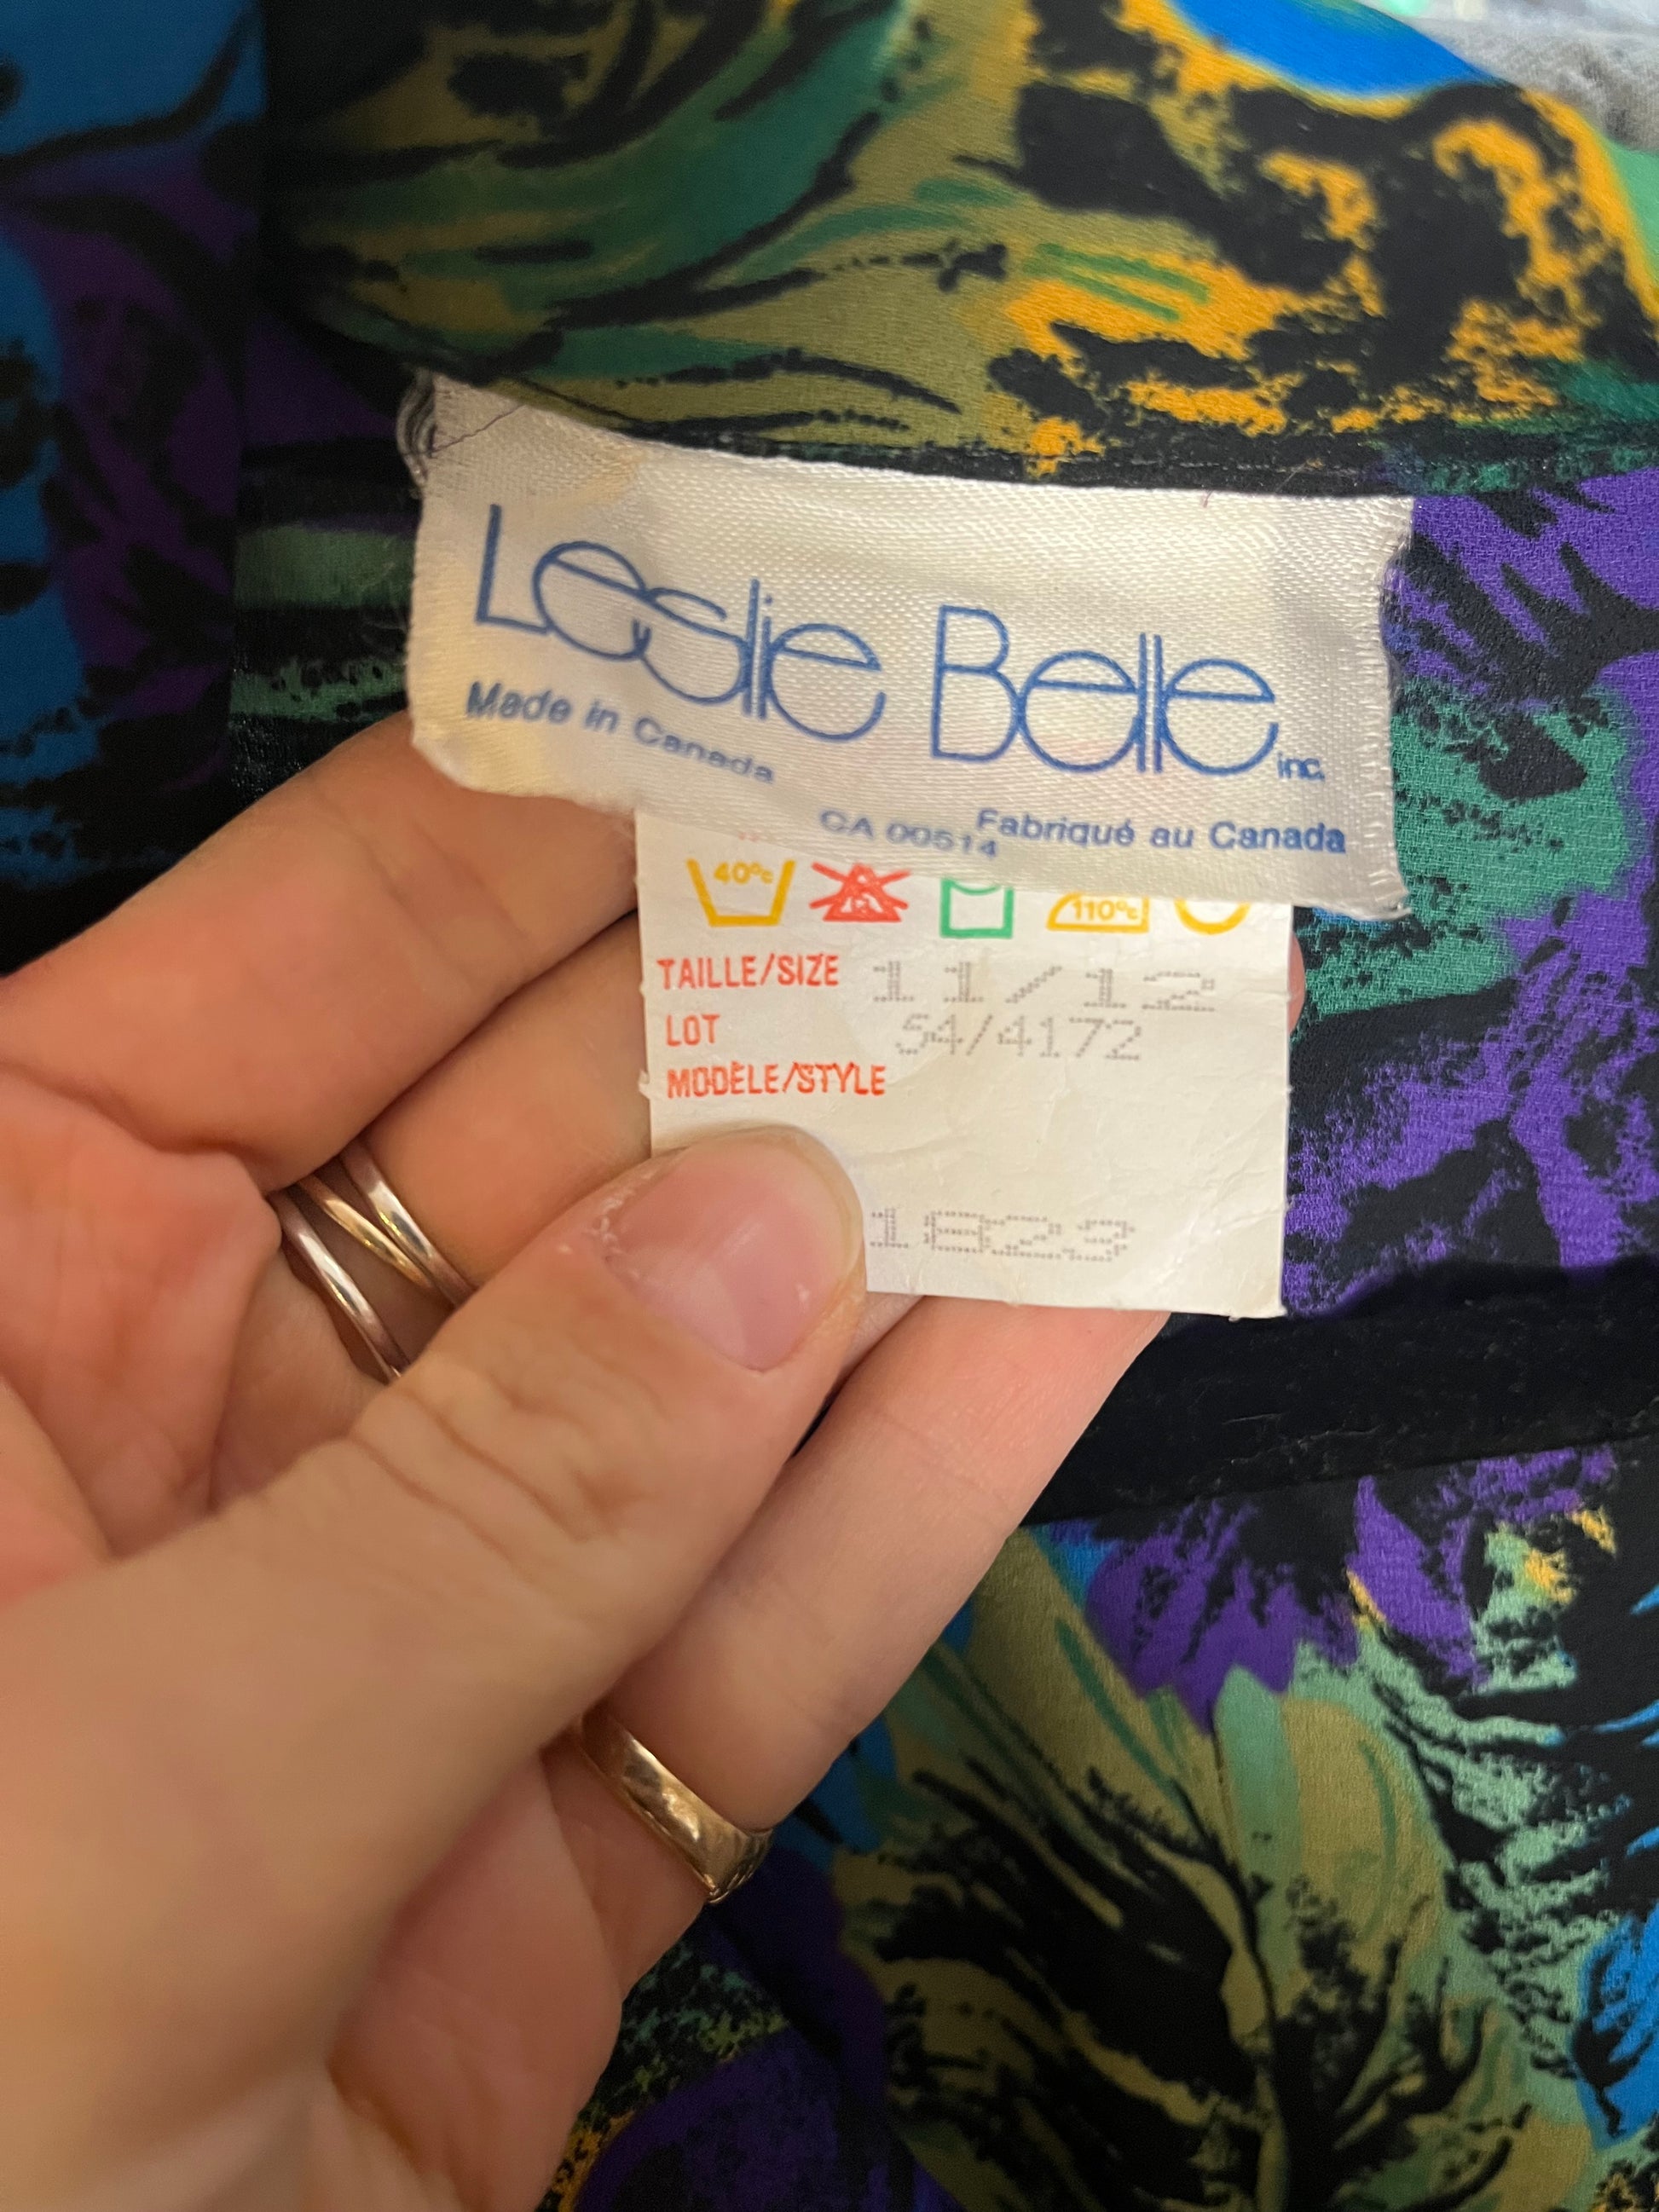 Leslie Belle inc.
Made in Canada
CA 00514
Fabriqué au Canada
40°c 110°c
TAILLE/SIZE 11/12
LOT 54/4172
MODÈLE/STYLE